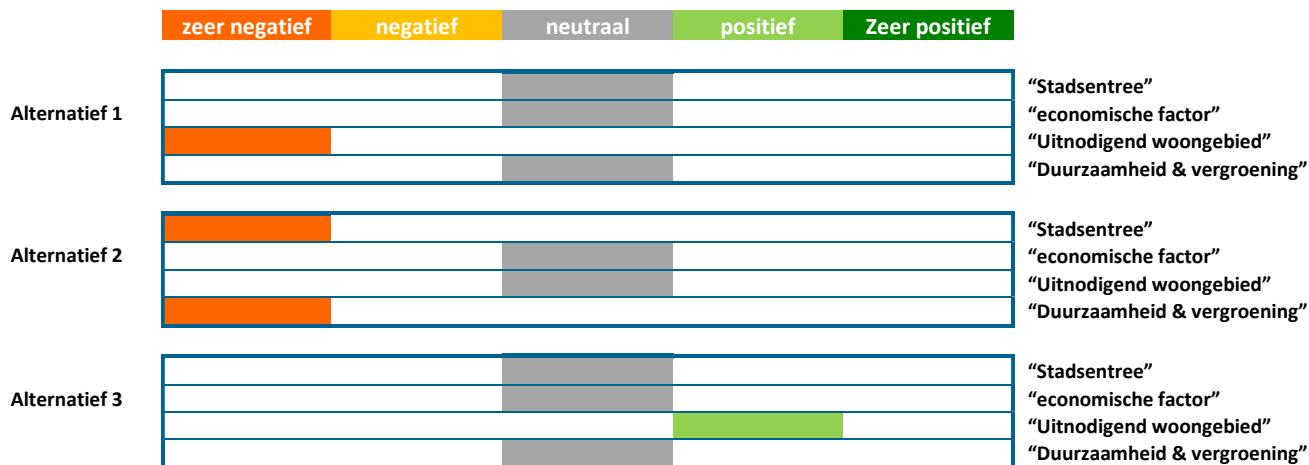 zeer negatief negatief neutraal positief Zeer positief
“Stadsentree”
Alternatief 1 “economische factor”
“Uitnodigend woongebied”
“Duurzaamheid & vergroening”
“Stadsentree”
Alternatief 2 “economische factor”
“Uitnodigend woongebied”
“Duurzaamheid & vergroening”
“Stadsentree”
Alternatief 3 “economische factor”
“Uitnodigend woongebied”
“Duurzaamheid & vergroening”